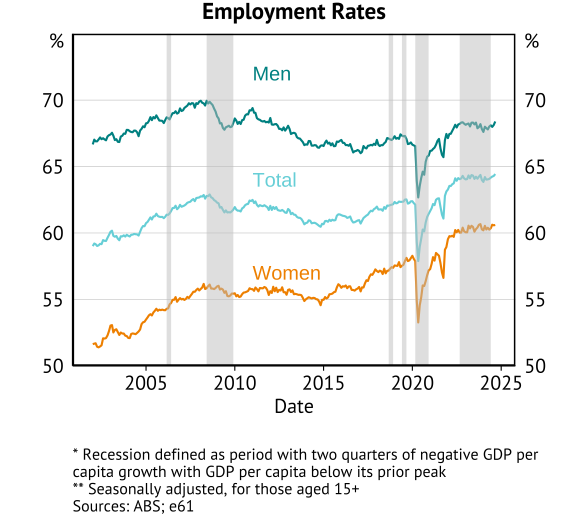 Employment Rates
% %
Men
70 70
65 65
Total
60 60
Women
55 55
50 50
2005 2010 2015 2020 2025
Date
* Recession defined as period with two quarters of negative GDP per
capita growth with GDP per capita below its prior peak
** Seasonally adjusted, for those aged 15+
Sources: ABS; e61